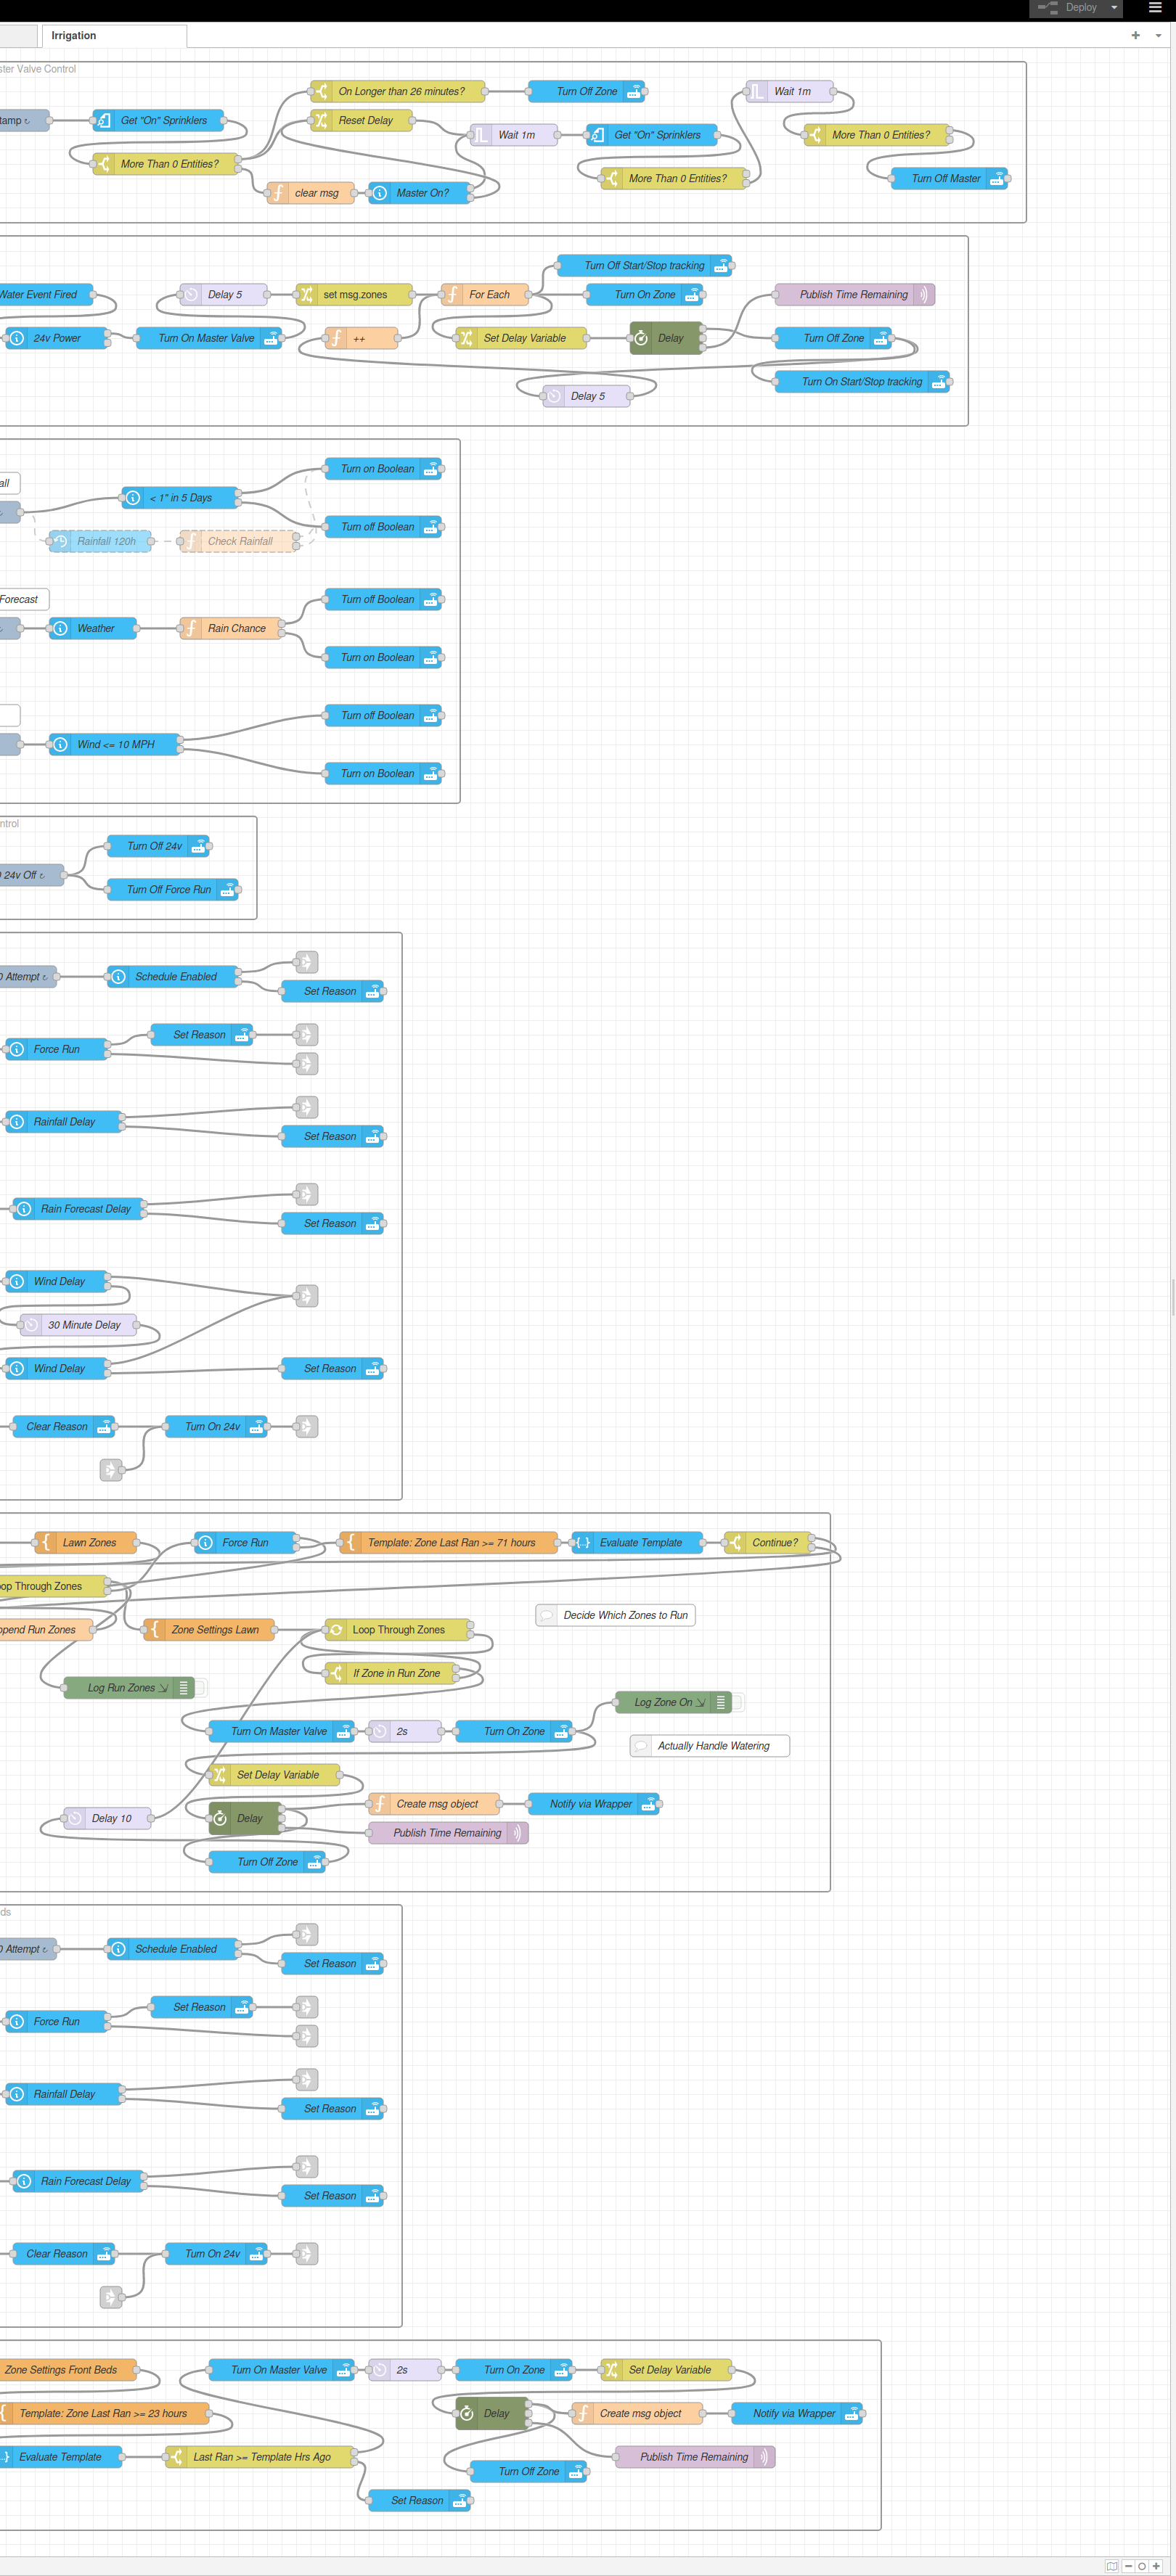 Deploy
Irrigation
ter Valve Control
On Longer than 26 minutes?
Turn Off Zone
Wait 1m
tamp ↻
Get "On" Sprinklers
Reset Delay
Wait 1m
Get "On" Sprinklers
More Than 0 Entities?
More Than 0 Entities?
More Than 0 Entities?
Turn Off Master
clear msg
Master On?
Turn Off Start/Stop tracking
Water Event Fired
Delay 5
set msg.zones
For Each
Turn On Zone
Publish Time Remaining
24v Power
Turn On Master Valve
++
Set Delay Variable
Delay
Turn Off Zone
Turn On Start/Stop tracking
Delay 5
Turn on Boolean
all
< 1" in 5 Days
Turn off Boolean
Rainfall 120h
Check Rainfall
Forecast
Turn off Boolean
Weather
Rain Chance
Turn on Boolean
Turn off Boolean
Wind <= 10 MPH
Turn on Boolean
ntrol
Turn Off 24v
24v Off ↻
Turn Off Force Run
Attempt ↻
Schedule Enabled
Set Reason
Set Reason
Force Run
Rainfall Delay
Set Reason
Rain Forecast Delay
Set Reason
Wind Delay
30 Minute Delay
Wind Delay
Set Reason
Clear Reason
Turn On 24v
Lawn Zones
Force Run
Template: Zone Last Ran >= 71 hours
Evaluate Template
Continue?
oop Through Zones
Decide Which Zones to Run
ppend Run Zones
Zone Settings Lawn
Loop Through Zones
If Zone in Run Zone
Log Run Zones
Log Zone On
Turn On Master Valve
2s
Turn On Zone
Actually Handle Watering
Set Delay Variable
Create msg object
Notify via Wrapper
Delay 10
Delay
Publish Time Remaining
Turn Off Zone
ds
Attempt ↻
Schedule Enabled
Set Reason
Set Reason
Force Run
Rainfall Delay
Set Reason
Rain Forecast Delay
Set Reason
Clear Reason
Turn On 24v
Zone Settings Front Beds
Turn On Master Valve
2s
Turn On Zone
Set Delay Variable
Template: Zone Last Ran >= 23 hours
Delay
Create msg object
Notify via Wrapper
Evaluate Template
Last Ran >= Template Hrs Ago
Publish Time Remaining
Turn Off Zone
Set Reason